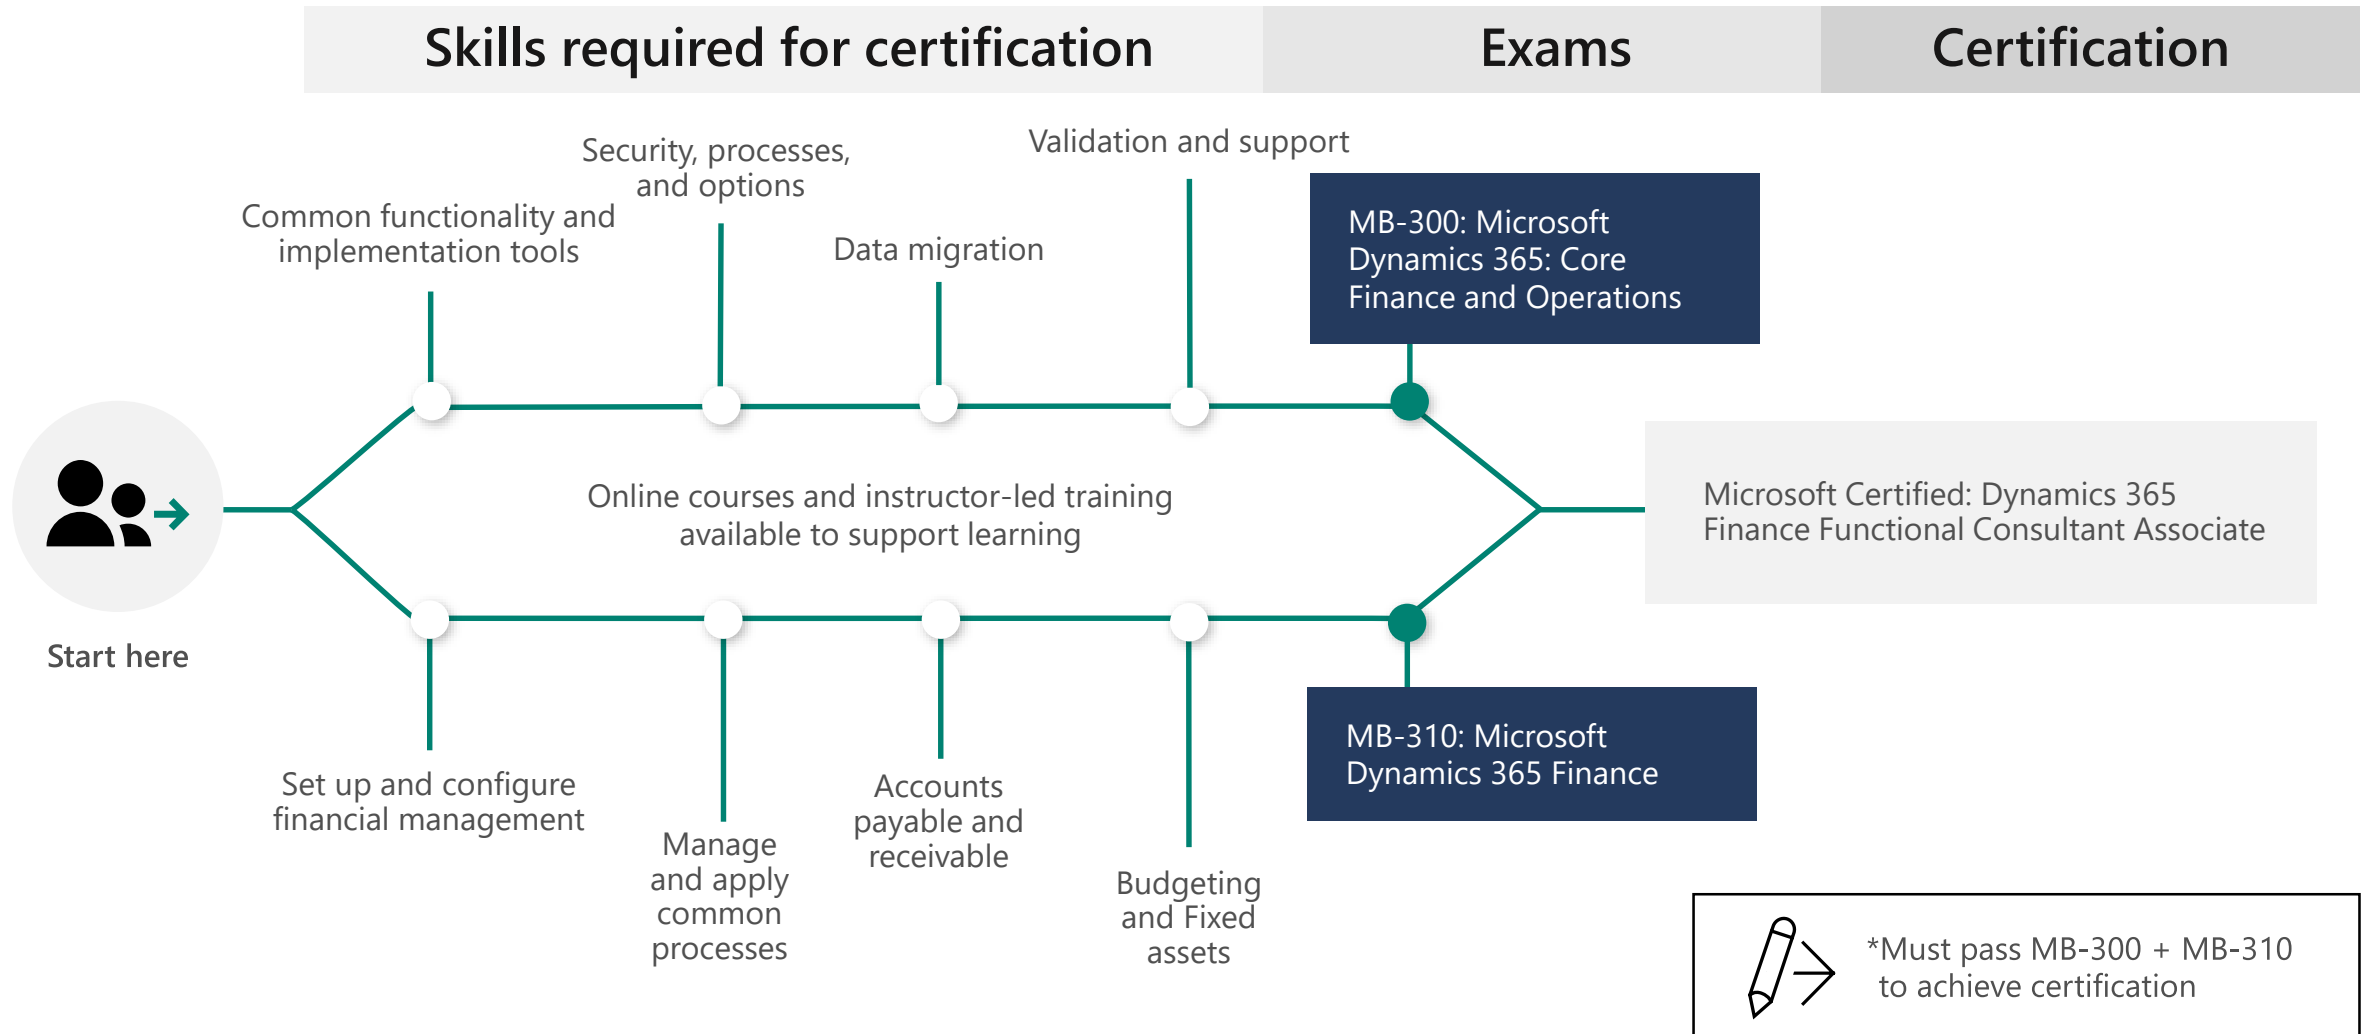 Skills required for certification
Exams
Certification
Common functionality and
implementation tools
Security, processes,
and options
Data migration
Validation and support
MB-300: Microsoft
Dynamics 365: Core
Finance and Operations
Start here
Online courses and instructor-led training
available to support learning
Microsoft Certified: Dynamics 365
Finance Functional Consultant Associate
Set up and configure
financial management
Manage
and apply
common
processes
Accounts
payable and
receivable
Budgeting
and Fixed
assets
MB-310: Microsoft
Dynamics 365 Finance
*Must pass MB-300 + MB-310
to achieve certification